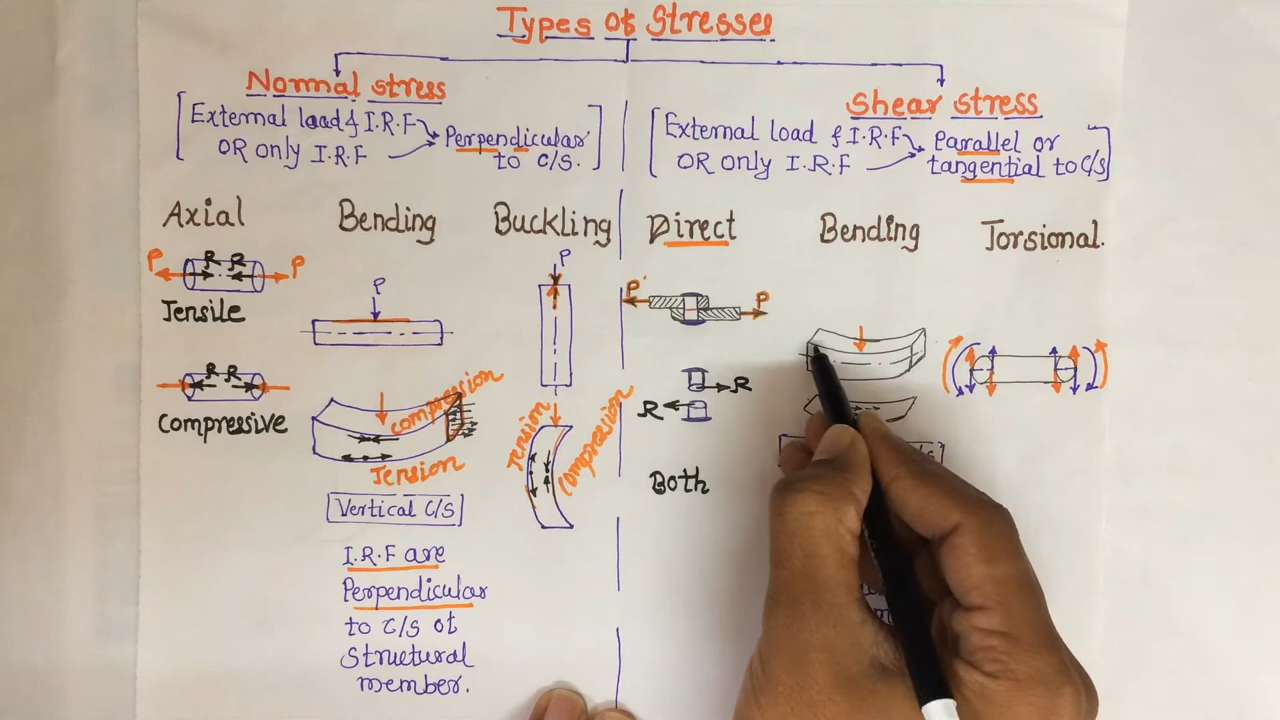 Types of Stresses
Normal stress
External load & I.R.F
OR only I.R.F
Perpendicular
to C/S.
Shear stress
External load & I.R.F
OR only I.R.F
Parallel or
tangential to C/S
Axial
Bending
Buckling
Direct
Bending
Torsional.
P
R R
P
Tensile
R R
Compressive
P
compression
Tension
Vertical C/S
I.R.F are
Perpendicular
to C/S of
Structural
member.
P
Tension
compression
P
P
R
R
Both